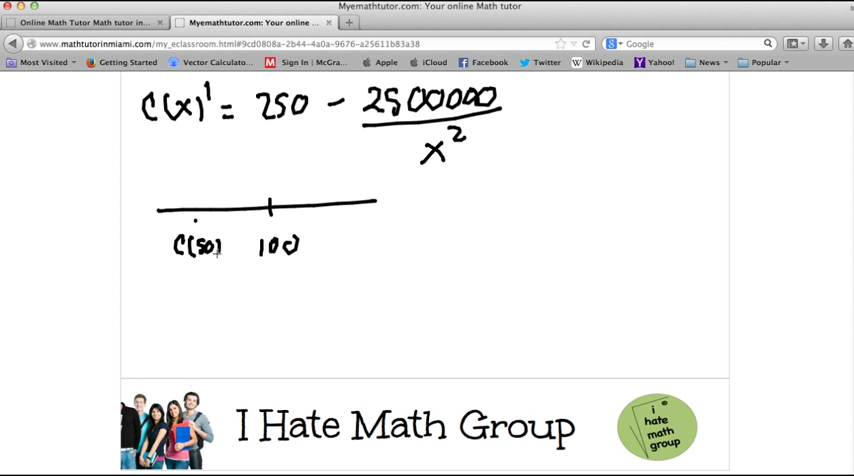 Myemathtutor.com: Your online Math tutor
Online Math Tutor Math tutor in...
Myemathtutor.com: Your online ...
www.mathtutorinmiami.com/my_eclassroom.html#9cd0808a-2b44-4a0a-9676-a25611b83a38
Google
Most Visited
Getting Started
Vector Calculato...
Sign In | McGra...
Apple
iCloud
Facebook
Twitter
Wikipedia
Yahoo!
News
Popular
C(x)' = 250 - 2500000
x²
C(50) 100
I Hate Math Group
i
hate
math
group